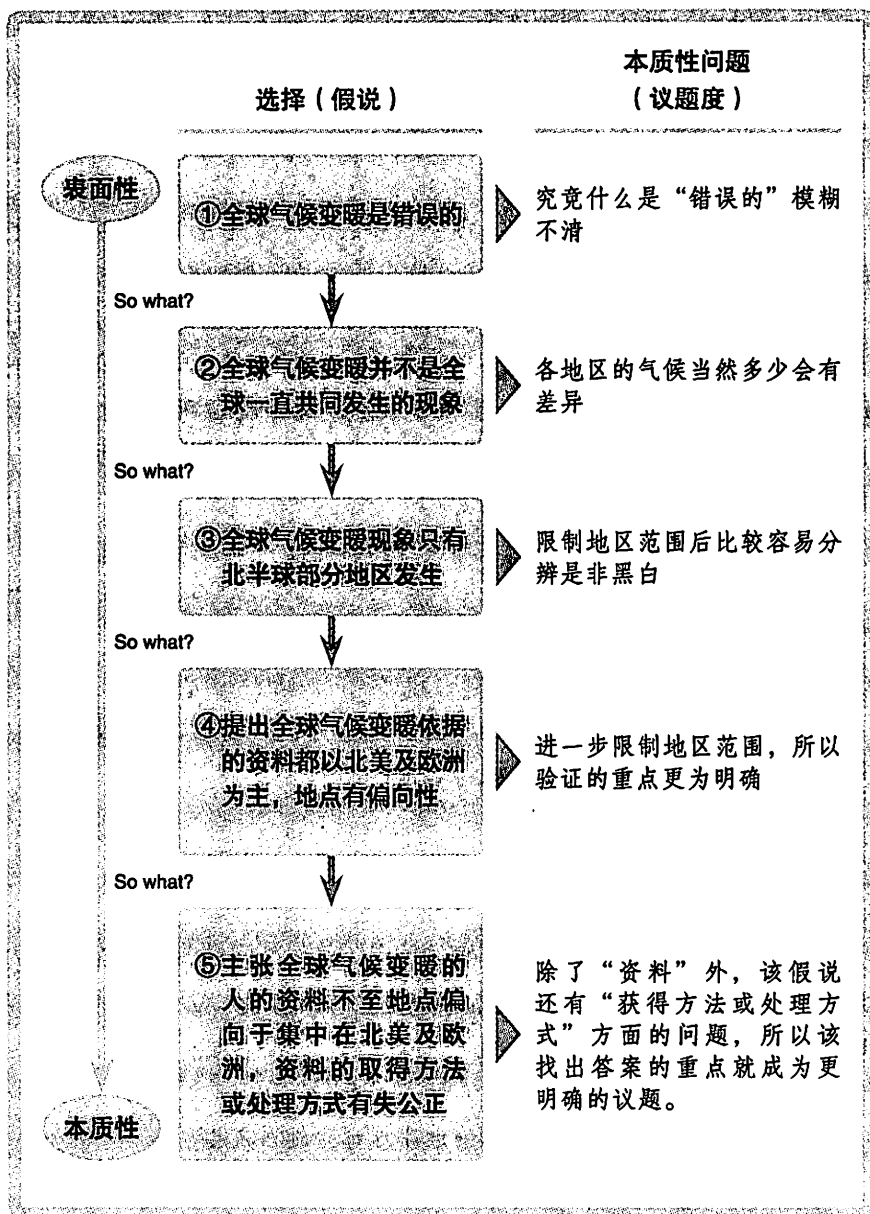 本质性问题
选择（假说）
（议题度）
表面性
①全球气候变暖是错误的
究竟什么是“错误的”模糊
不清
So what?
②全球气候变暖并不是全
球一直共同发生的现象
各地区的气候当然多少会有
差异
So what?
③全球气候变暖现象只有
北半球部分地区发生
限制地区范围后比较容易分
辨是非黑白
So what?
④提出全球气候变暖依据
的资料都以北美及欧洲
为主，地点有偏向性
进一步限制地区范围，所以
验证的重点更为明确
So what?
⑤主张全球气候变暖的
人的资料不至地点偏
向于集中在北美及欧
洲，资料的取得方法
或处理方式有失公正
除了“资料”外，该假说
还有“获得方法或处理方
式”方面的问题，所以该
找出答案的重点就成为更
明确的议题。
本质性